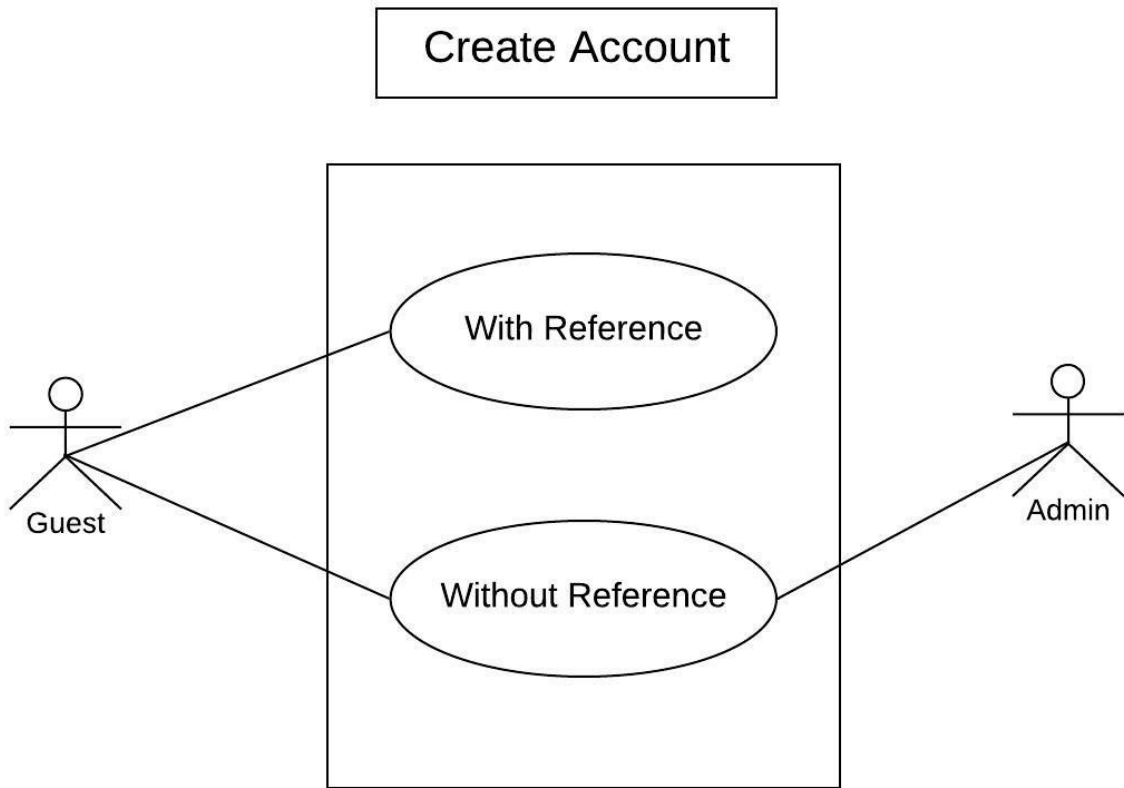 Create Account
With Reference
Guest
Admin
Without Reference